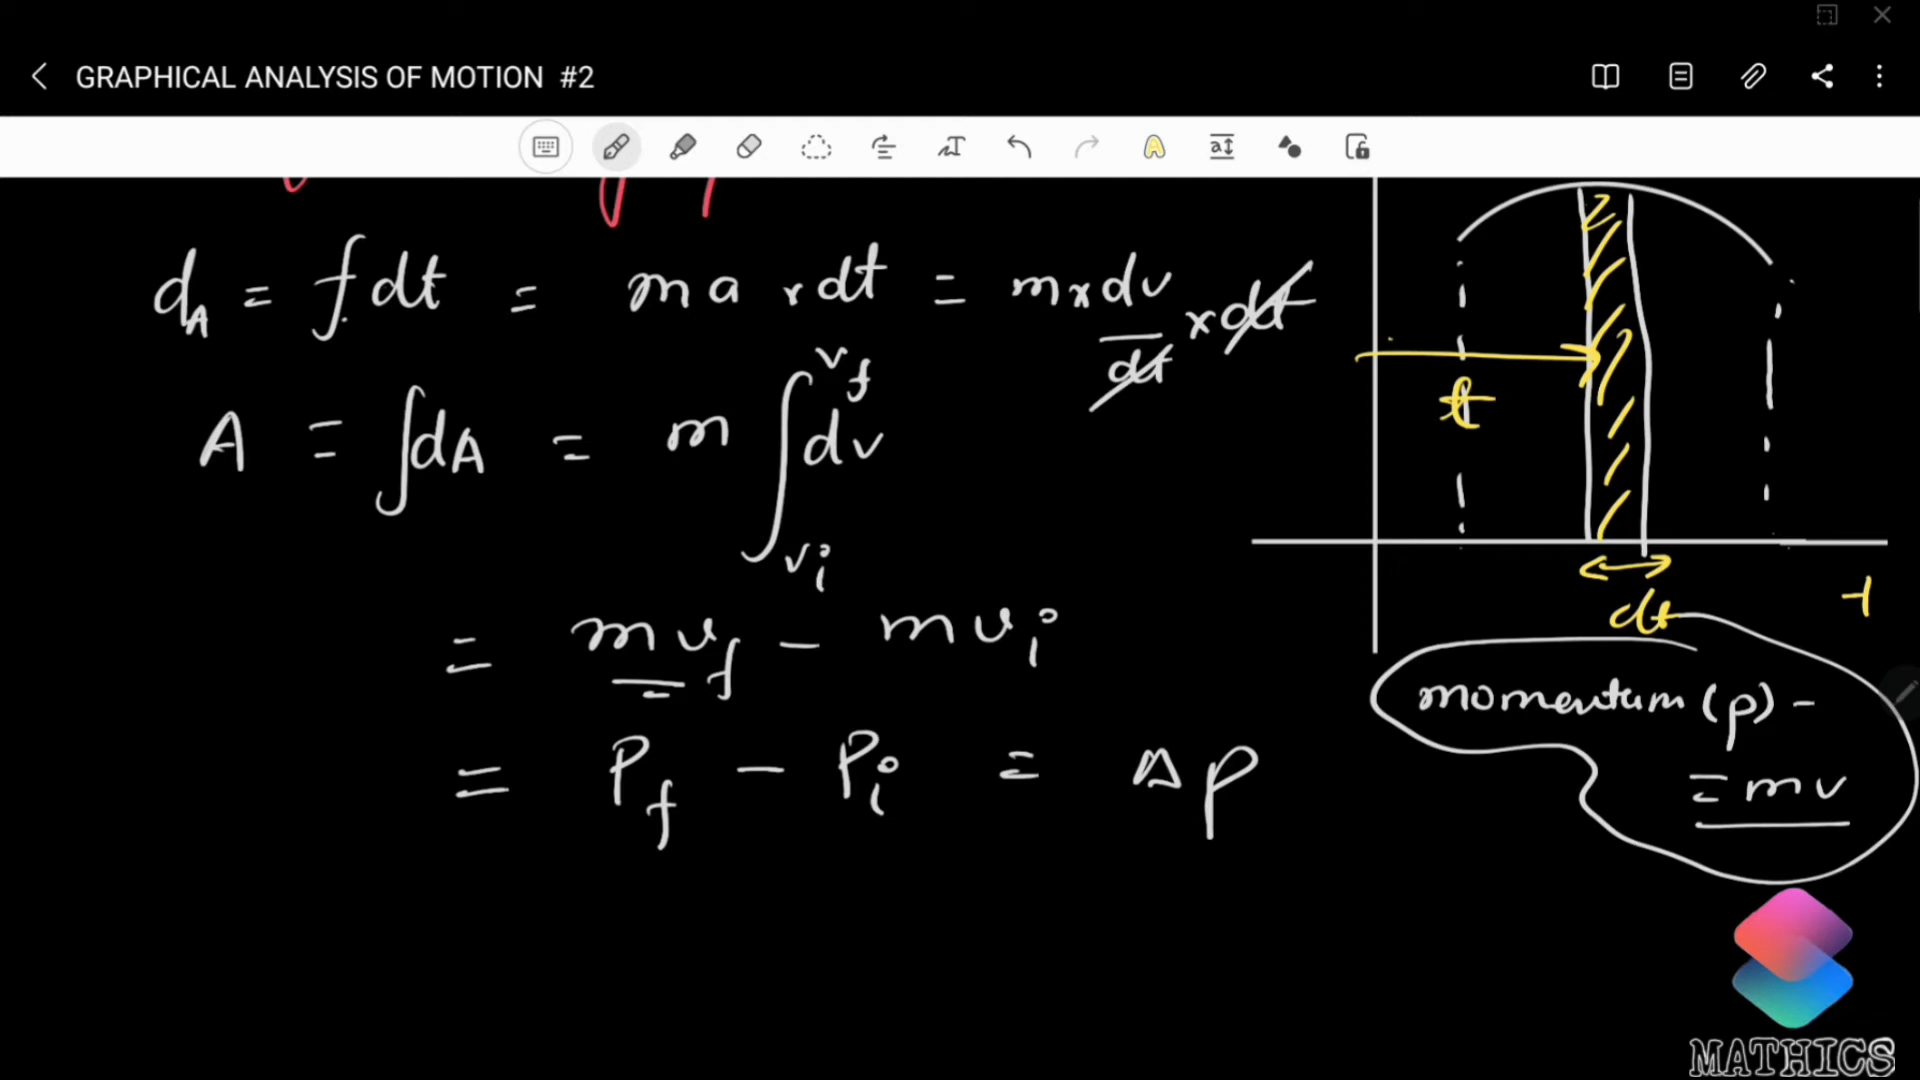 GRAPHICAL ANALYSIS OF MOTION #2
dA = f dt = ma x dt = m x dv/dt x dt
A = ∫dA = m ∫ dv
vf
vi
= mvf - mvi
= Pf - Pi = Δp
t
dt
t
momentum (p) -
= mv
MATHICS